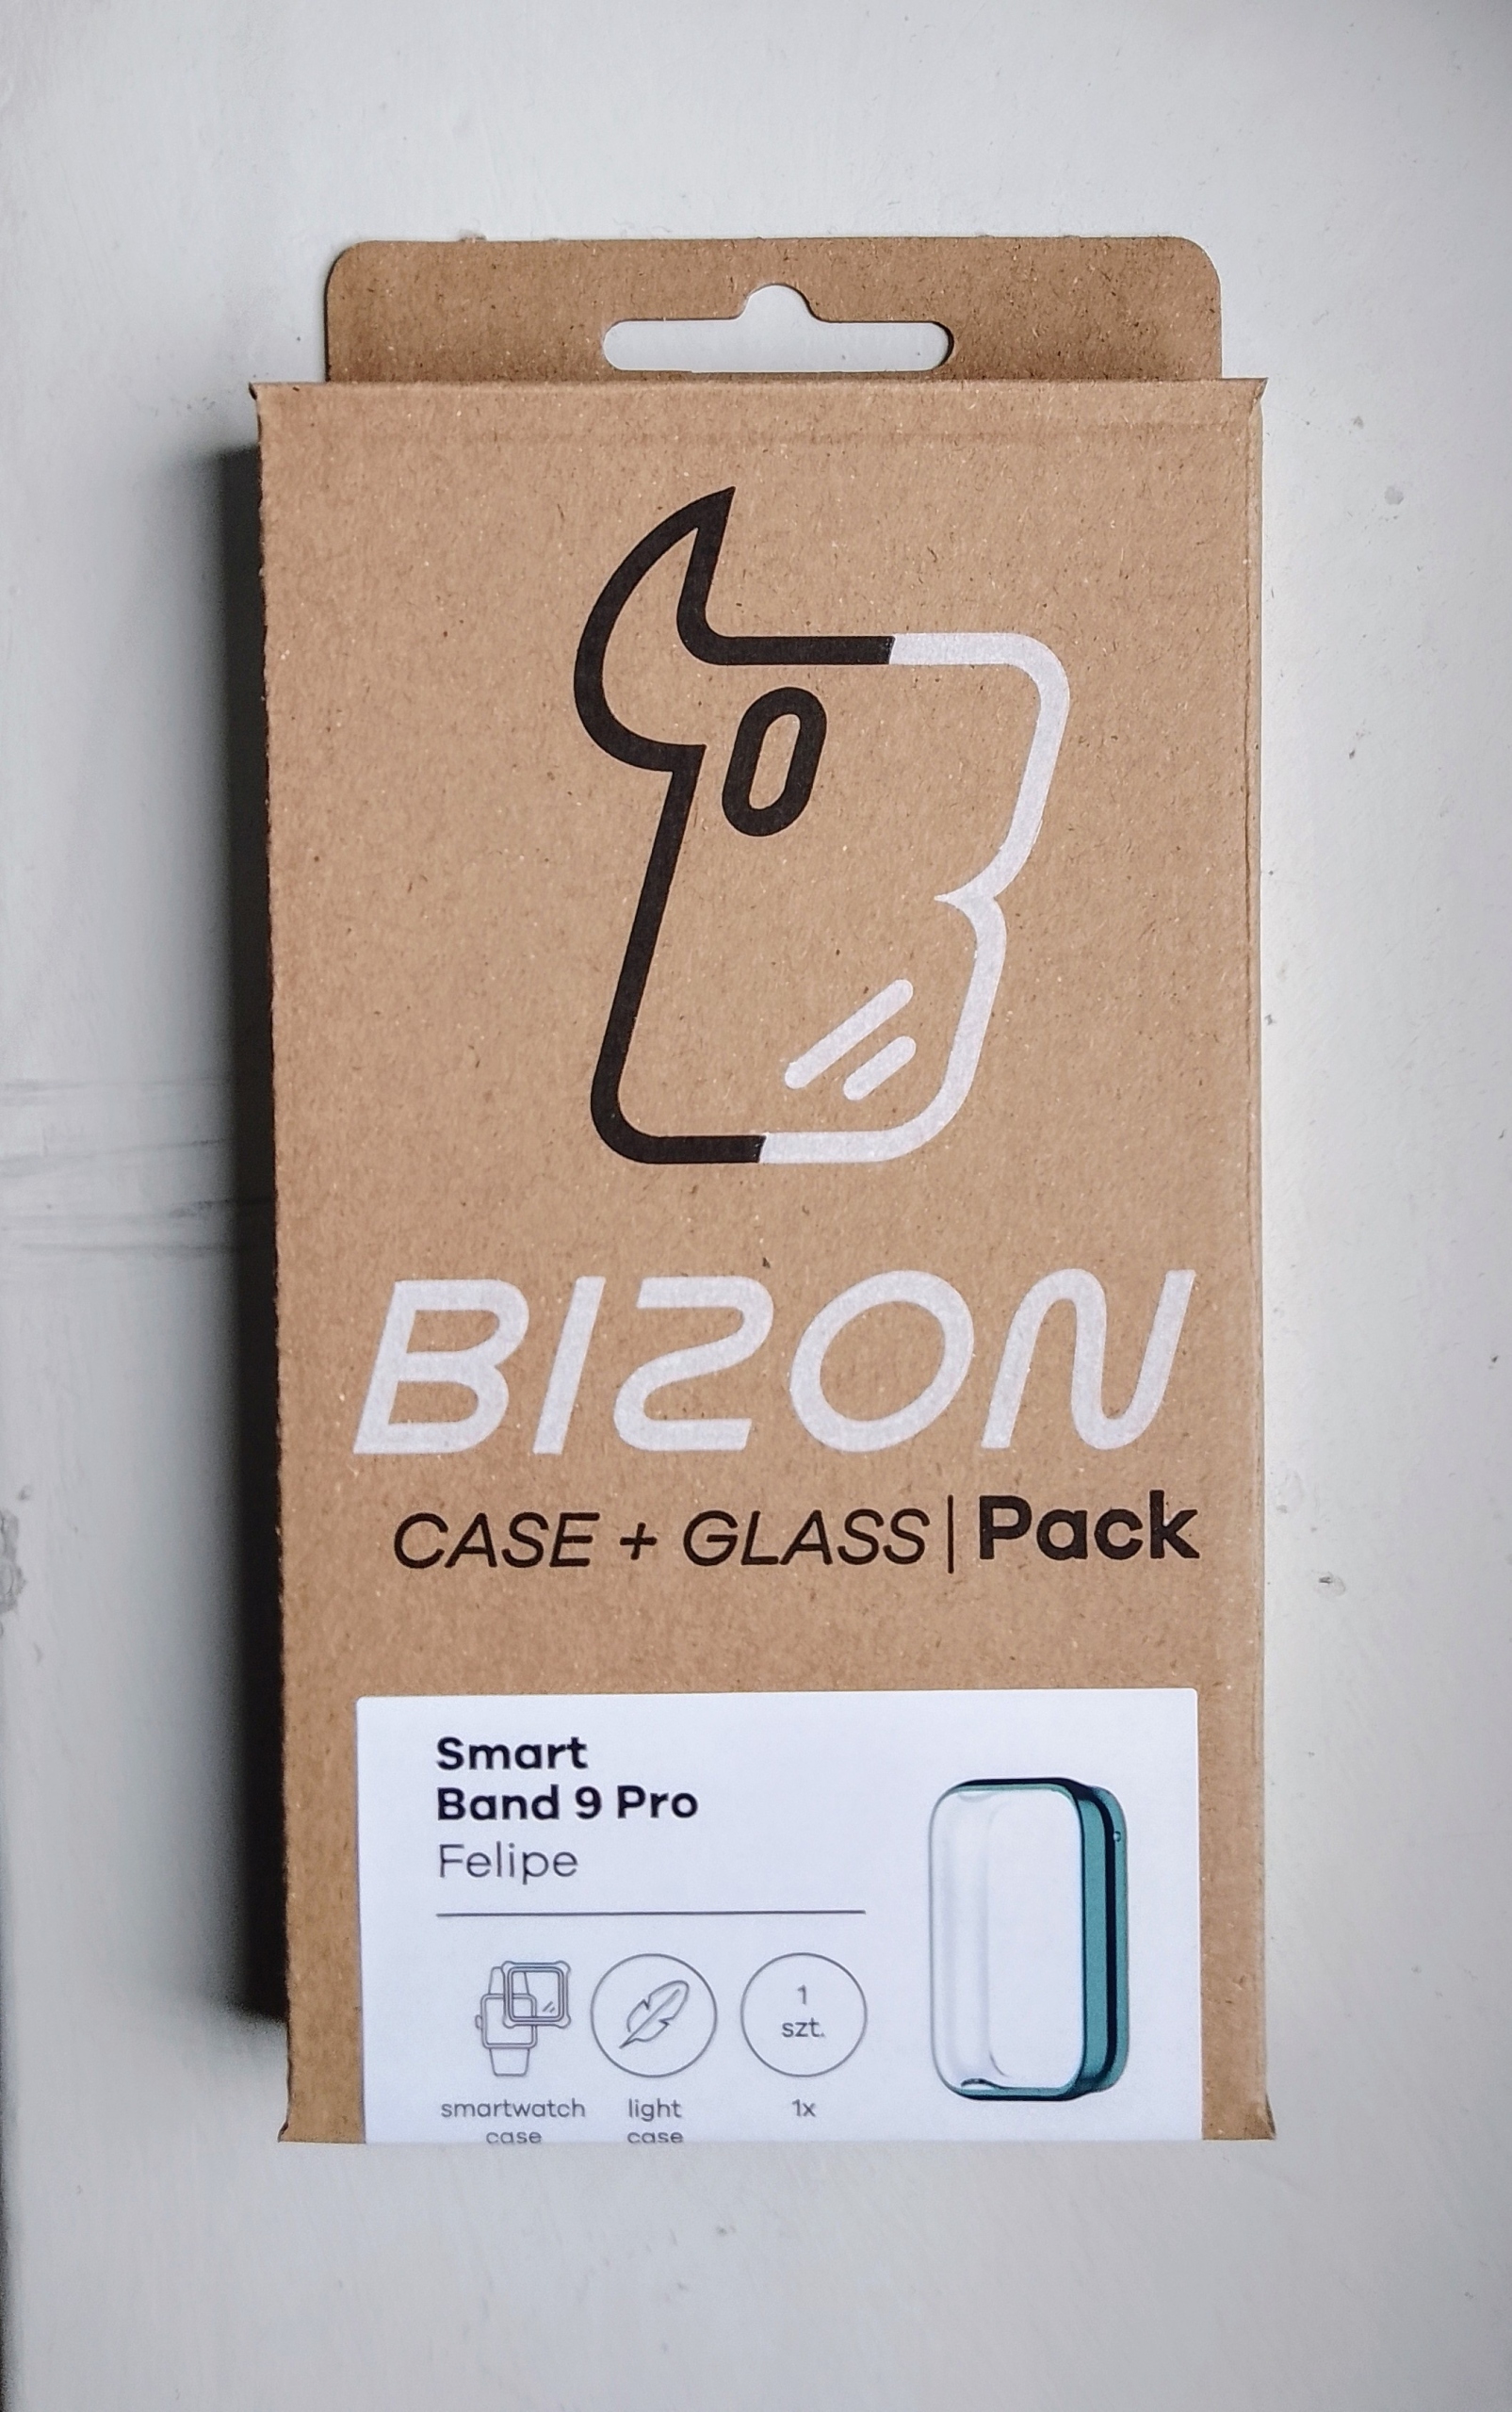 BIZON
CASE + GLASS | Pack
Smart
Band 9 Pro
Felipe
1
szt.
smartwatch light 1x
case case